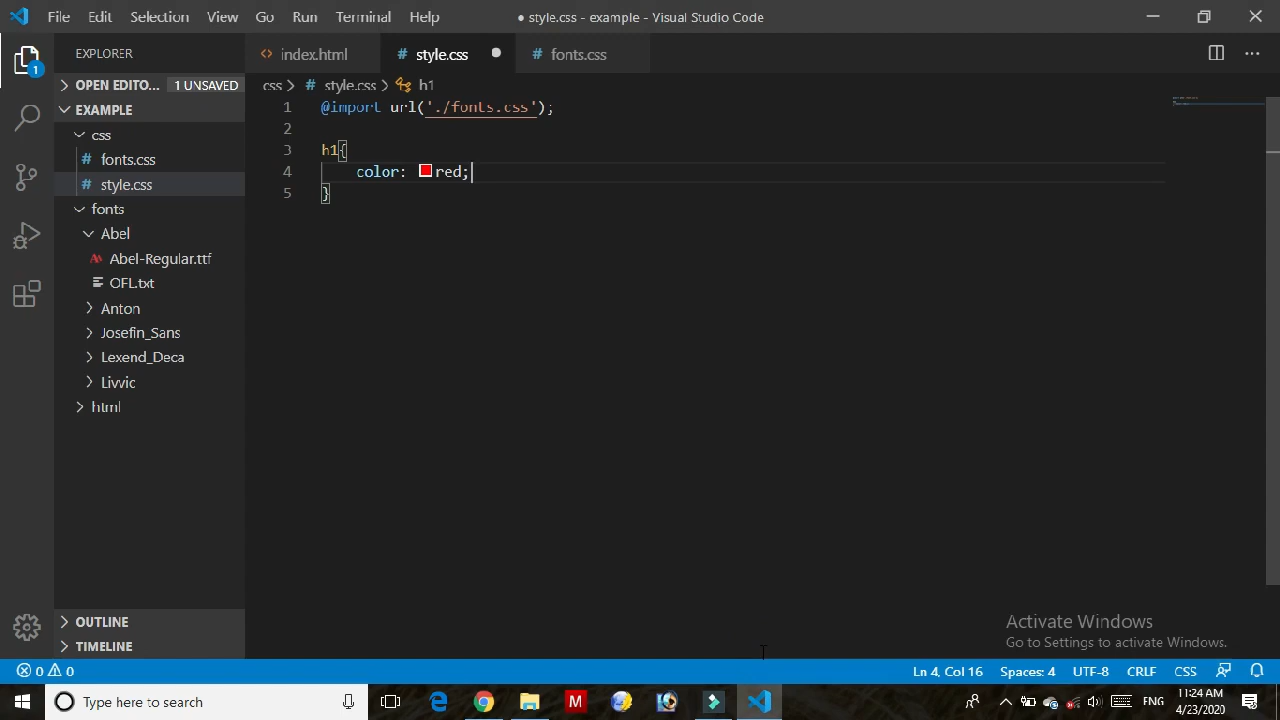 File Edit Selection View Go Run Terminal Help ● style.css - example - Visual Studio Code
EXPLORER
index.html
# style.css
# fonts.css
OPEN EDITO... 1 UNSAVED
css > # style.css > h1
EXAMPLE
css
# fonts.css
# style.css
fonts
Abel
Abel-Regular.ttf
OFL.txt
Anton
Josefin_Sans
Lexend_Deca
Livvic
html
OUTLINE
TIMELINE
1 @import url('./fonts.css');
2
3 h1{
4 color: red;
5 }
1
Activate Windows
Go to Settings to activate Windows.
0 0
Ln 4, Col 16 Spaces: 4 UTF-8 CRLF CSS
Type here to search
M
ENG
11:24 AM
4/23/2020